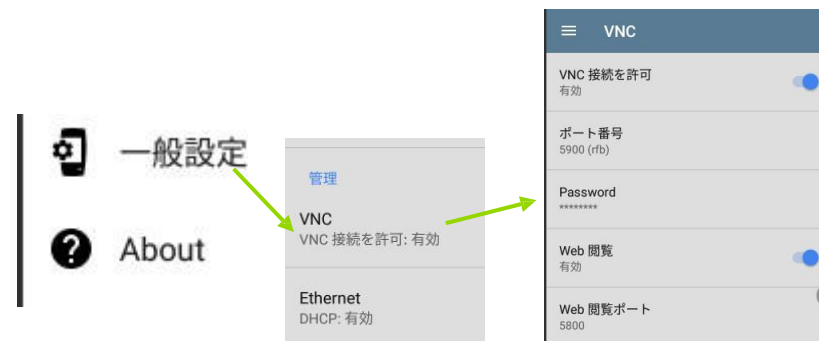 一般設定
About
管理
VNC
VNC 接続を許可: 有効
Ethernet
DHCP: 有効
VNC
VNC 接続を許可
有効
ポート番号
5900 (rfb)
Password
********
Web 閲覧
有効
Web 閲覧ポート
5800